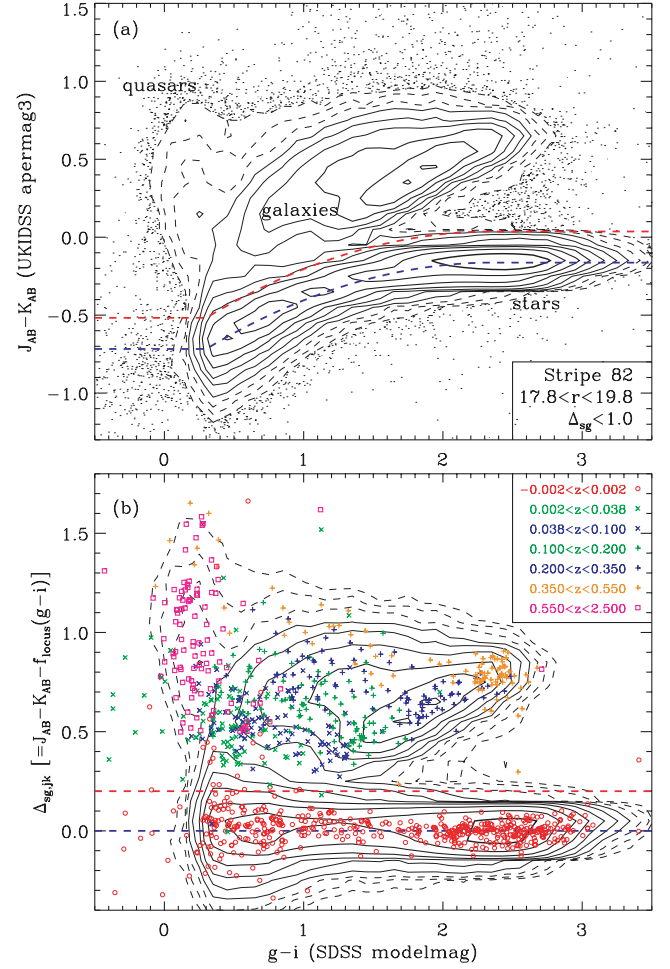 (a)
quasars
galaxies
stars
Stripe 82
17.8<r<19.8
Δsg<1.0
1.5
1.0
0.5
0.0
−0.5
−1.0
J_AB−K_AB (UKIDSS apermag3)
0 1 2 3
(b)
−0.002<z<0.002
0.002<z<0.038
0.038<z<0.100
0.100<z<0.200
0.200<z<0.350
0.350<z<0.550
0.550<z<2.500
1.5
1.0
0.5
0.0
Δsg,jk [=J_AB−K_AB−f_locus(g−i)]
0 1 2 3
g−i (SDSS modelmag)